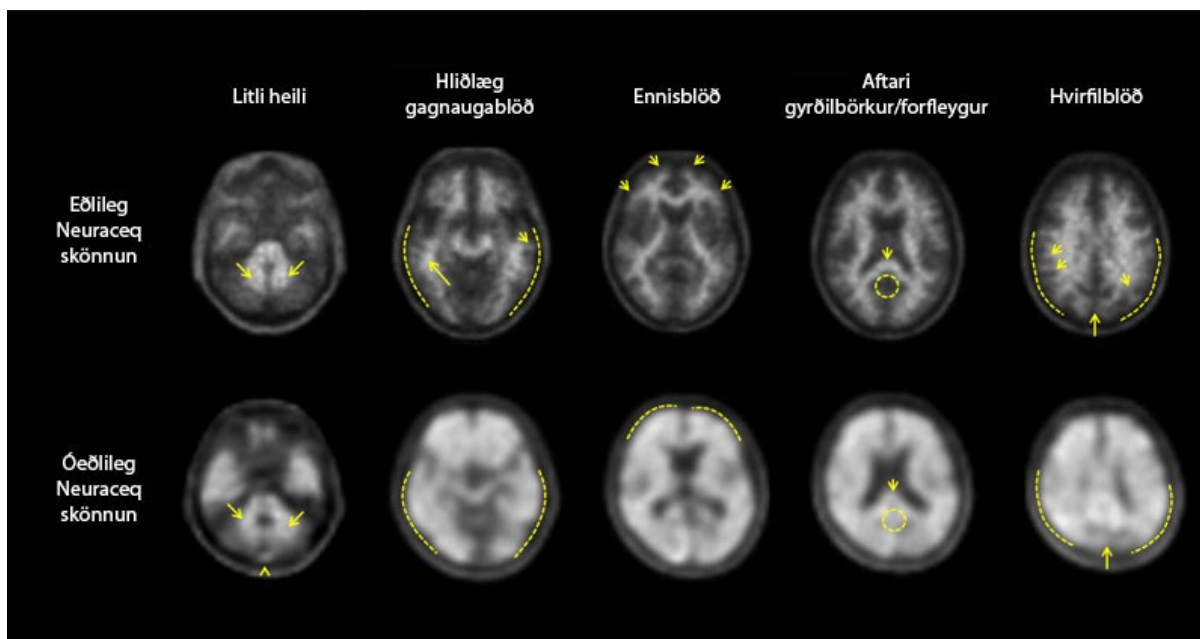 Litli heili
Hliðlæg
gagnaugablöð
Ennisblöð
Aftari
gyrðilbörkur/forfleygur
Hvirfilblöð
Eðlileg
Neuraceq
skönnun
Óeðlileg
Neuraceq
skönnun